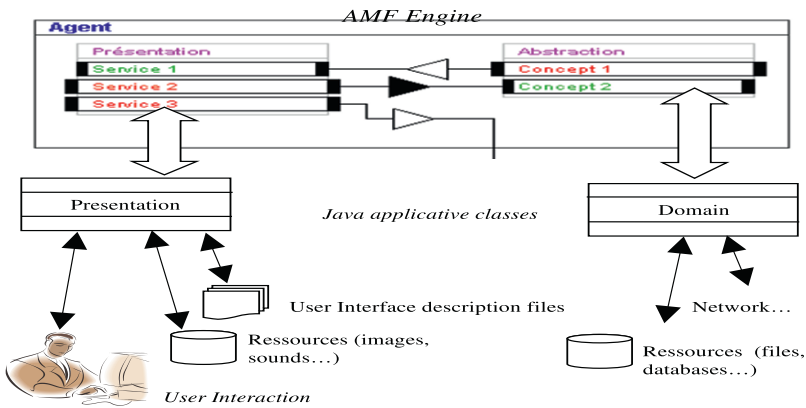 AMF Engine
Agent
Présentation
Abstraction
Service 1
Concept 1
Service 2
Concept 2
Service 3
Presentation
Java applicative classes
Domain
User Interface description files
Network…
Ressources (images,
sounds…)
Ressources (files,
databases…)
User Interaction